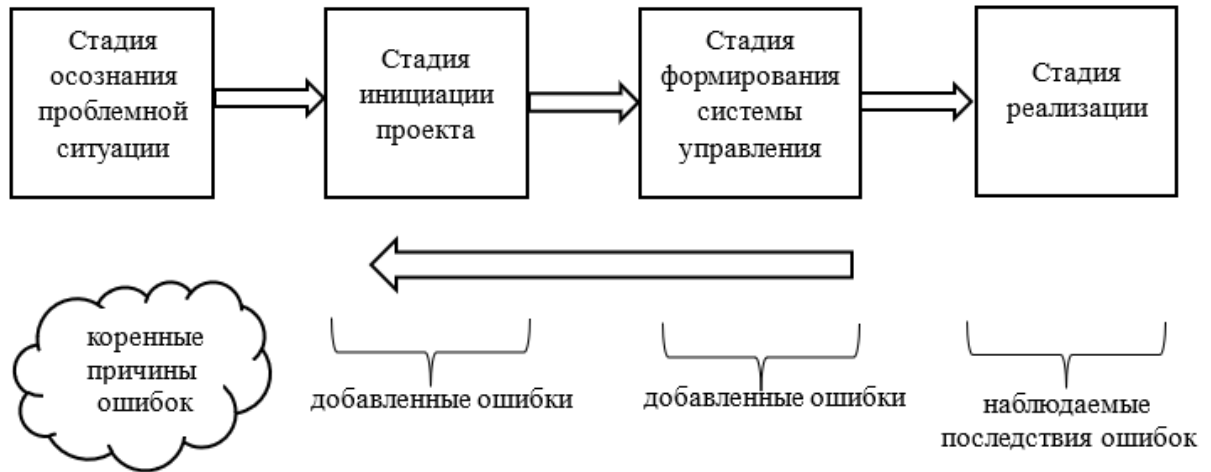 Стадия
осознания
проблемной
ситуации
Стадия
инициации
проекта
Стадия
формирования
системы
управления
Стадия
реализации
коренные
причины
ошибок
добавленные ошибки
добавленные ошибки
наблюдаемые
последствия ошибок